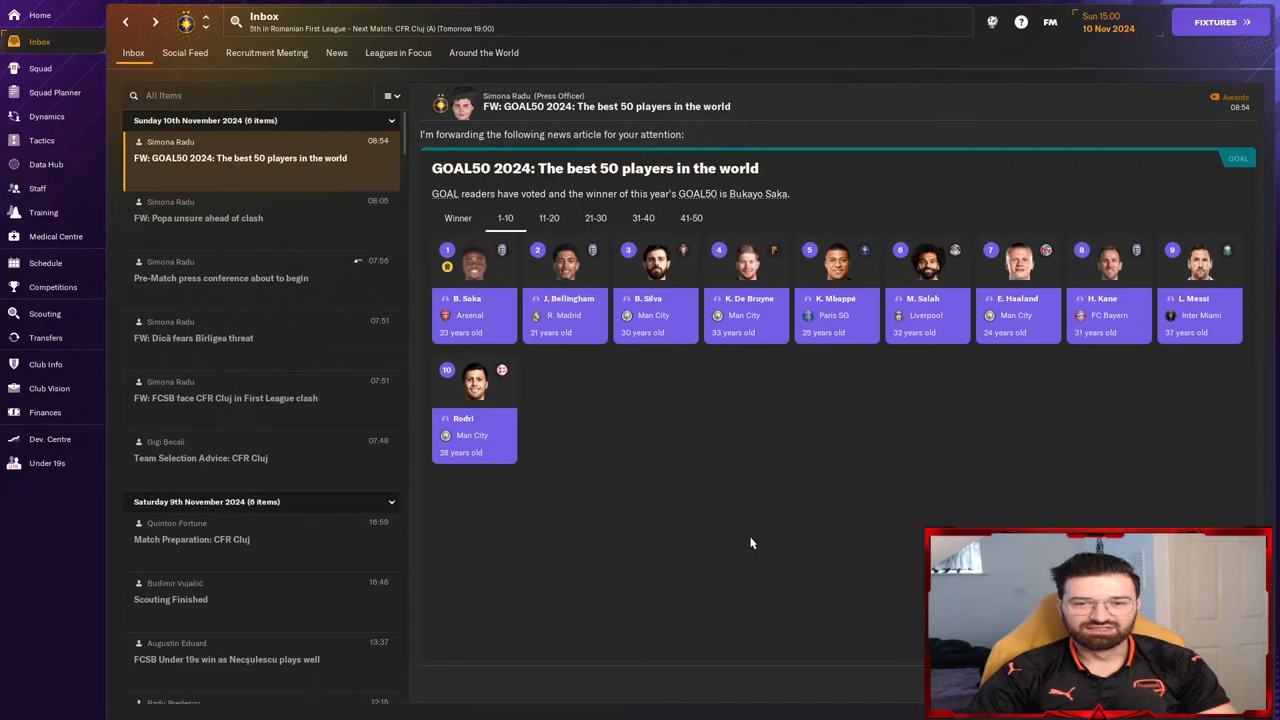 Home
Inbox
Squad
Squad Planner
Dynamics
Tactics
Data Hub
Staff
Training
Medical Centre
Schedule
Competitions
Scouting
Transfers
Club Info
Club Vision
Finances
Dev. Centre
Under 19s
Inbox
5th in Romanian First League - Next Match: CFR Cluj (A) (Tomorrow 19:00)
FM
Sun 15:00
10 Nov 2024
FIXTURES
Inbox Social Feed Recruitment Meeting News Leagues in Focus Around the World
All Items
Sunday 10th November 2024 (6 items)
Simona Radu 08:54
FW: GOAL50 2024: The best 50 players in the world
Simona Radu 08:05
FW: Popa unsure ahead of clash
Simona Radu 07:56
Pre-Match press conference about to begin
Simona Radu 07:51
FW: Dică fears Bîrligea threat
Simona Radu 07:51
FW: FCSB face CFR Cluj in First League clash
Gigi Becali 07:48
Team Selection Advice: CFR Cluj
Saturday 9th November 2024 (6 items)
Quinton Fortune 16:59
Match Preparation: CFR Cluj
Budimir Vujačić 16:46
Scouting Finished
Augustin Eduard 13:37
FCSB Under 19s win as Necşulescu plays well
12:15
Simona Radu (Press Officer)
FW: GOAL50 2024: The best 50 players in the world
Awards
08:54
I'm forwarding the following news article for your attention:
GOAL
GOAL50 2024: The best 50 players in the world
GOAL readers have voted and the winner of this year's GOAL50 is Bukayo Saka.
Winner 1-10 11-20 21-30 31-40 41-50
1 2 3 4 5 6 7 8 9
B. Saka J. Bellingham B. Silva K. De Bruyne K. Mbappé M. Salah E. Haaland H. Kane L. Messi
Arsenal R. Madrid Man City Man City Paris SG Liverpool Man City FC Bayern Inter Miami
23 years old 21 years old 30 years old 33 years old 25 years old 32 years old 24 years old 31 years old 37 years old
10
Rodri
Man City
28 years old